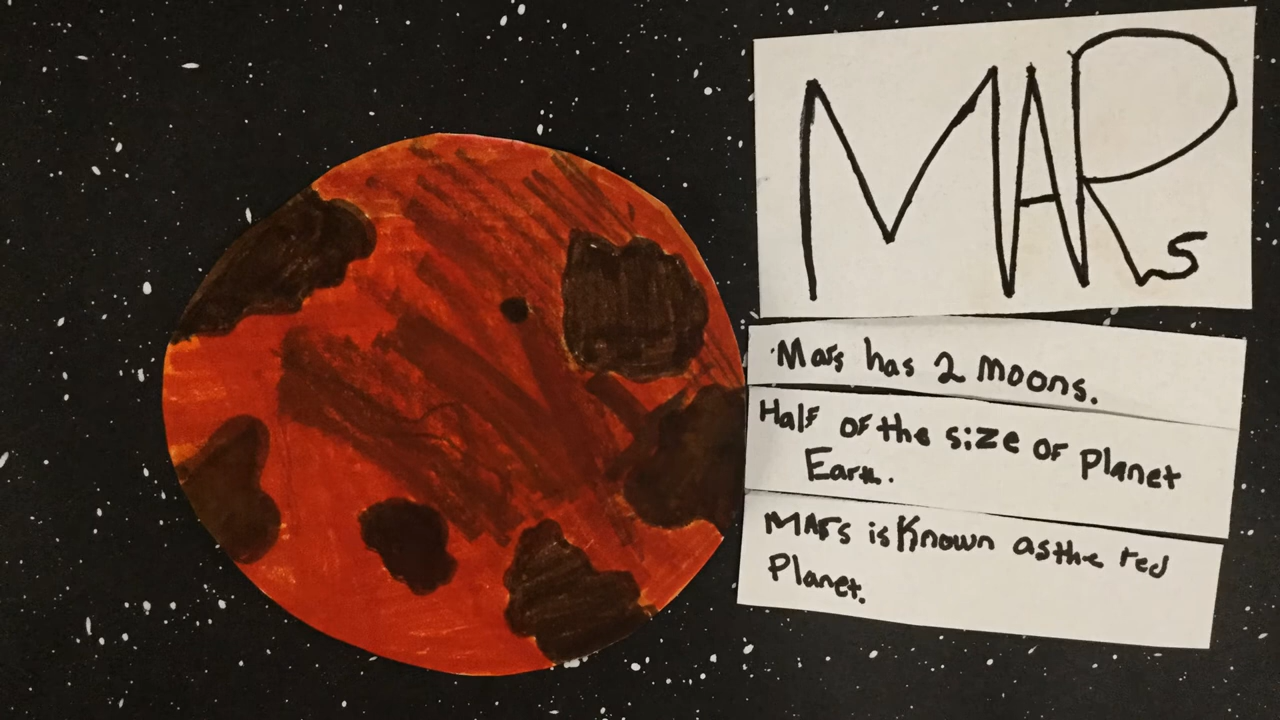 MARs
Mars has 2 Moons.
Half of the size of Planet
Earth.
MArs is Known as the red
Planet.